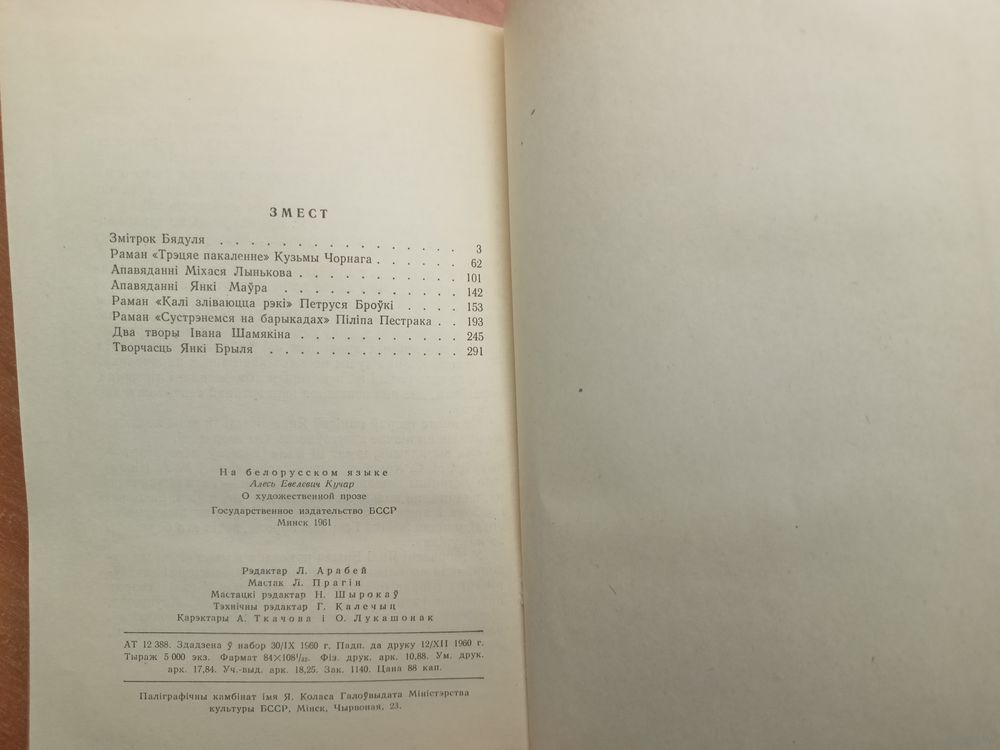 ЗМЕСТ
Змітрок Бядуля . . . . . . . . . . . . . . . . 3
Раман «Трэцяе пакаленне» Кузьмы Чорнага . . . . . . 62
Апавяданні Міхася Лынькова . . . . . . . . . . . 101
Апавяданні Янкі Маўра . . . . . . . . . . . . 142
Раман «Калі зліваюцца рэкі» Петруся Броўкі . . . . 153
Раман «Сустрэнемся на барыкадах» Піліпа Пестрака . . 193
Два творы Івана Шамякіна . . . . . . . . . . . 245
Творчасць Янкі Брыля . . . . . . . . . . . . . 291
На белорусском языке
Алесь Евелевич Кучар
О художественной прозе
Государственное издательство БССР
Минск 1961
Рэдактар Л. Арабей
Мастак Л. Прагін
Мастацкі рэдактар Н. Шырокаў
Тэхнічны рэдактар Г. Калечыц
Карэктары А. Ткачова і О. Лукашонак
АТ 12 388. Здадзена ў набор 30/IX 1960 г. Падп. да друку 12/XII 1960 г.
Тыраж 5 000 экз. Фармат 84×108¹/₃₂. Фіз. друк. арк. 10,88. Ум. друк.
арк. 17,84. Уч.-выд. арк. 18,25. Зак. 1140. Цана 88 кап.
Паліграфічны камбінат імя Я. Коласа Галоўвыдата Міністэрства
культуры БССР, Мінск, Чырвоная, 23.